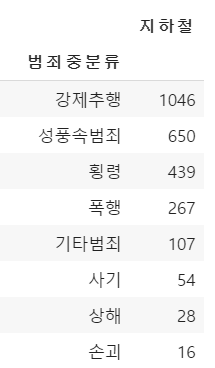 지하철
범죄중분류
강제추행 1046
성풍속범죄 650
횡령 439
폭행 267
기타범죄 107
사기 54
상해 28
손괴 16